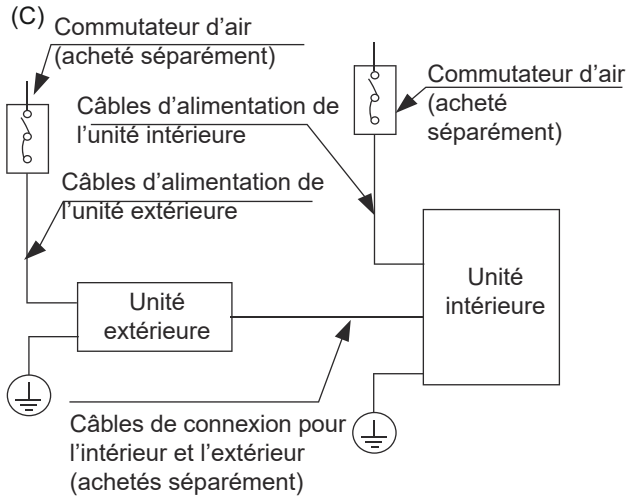 (C)
Commutateur d'air
(acheté séparément)
Commutateur d'air
(acheté
séparément)
Câbles d'alimentation de
l'unité intérieure
Câbles d'alimentation de
l'unité extérieure
Unité
extérieure
Unité
intérieure
Câbles de connexion pour
l'intérieur et l'extérieur
(achetés séparément)